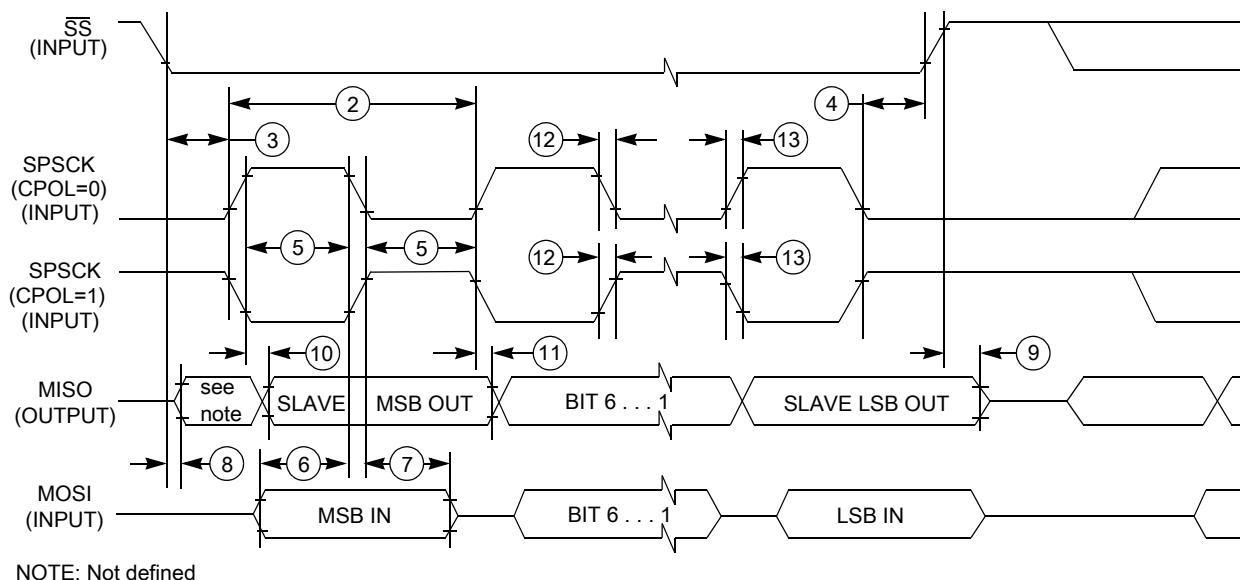 SS
(INPUT)
2
4
3
12
13
SPSCK
(CPOL=0)
(INPUT)
5
5
SPSCK
(CPOL=1)
(INPUT)
12
13
10
11
9
MISO
(OUTPUT)
see
note
SLAVE
MSB OUT
BIT 6 . . . 1
SLAVE LSB OUT
8
6
7
MOSI
(INPUT)
MSB IN
BIT 6 . . . 1
LSB IN
NOTE: Not defined